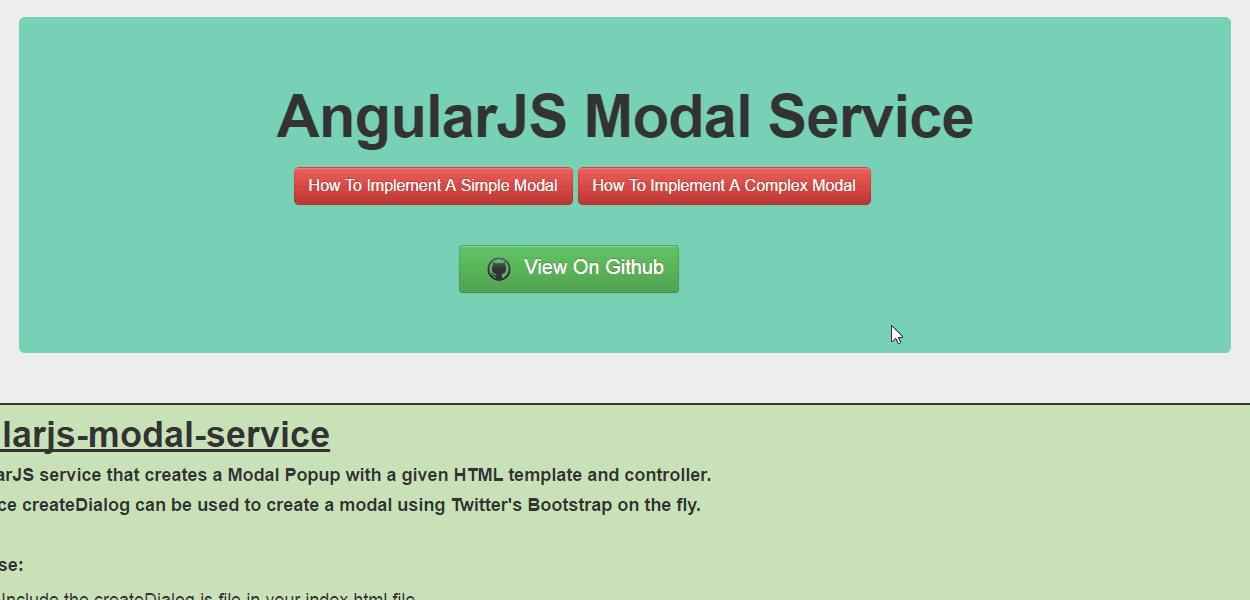 AngularJS Modal Service
How To Implement A Simple Modal How To Implement A Complex Modal
View On Github
larjs-modal-service
arJS service that creates a Modal Popup with a given HTML template and controller.
ce createDialog can be used to create a modal using Twitter's Bootstrap on the fly.
se:
Include the createDialog.js file in your index.html file.